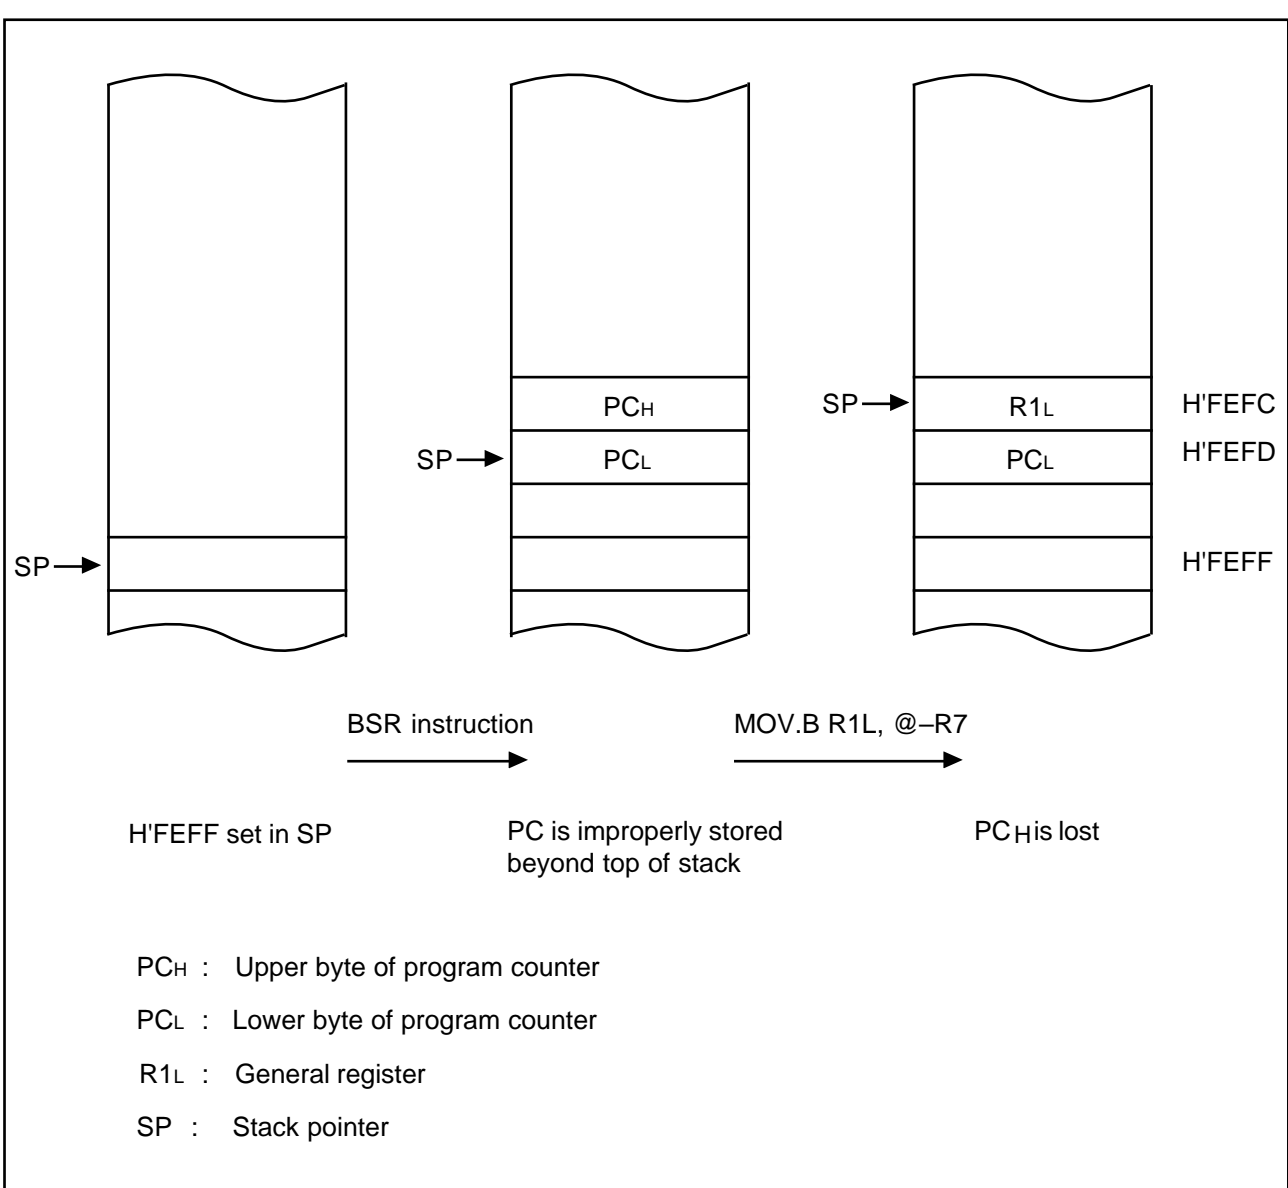 PCH
SP
R1L
H'FEFC
SP
PCL
PCL
H'FEFD
SP
H'FEFF
BSR instruction
MOV.B R1L, @–R7
H'FEFF set in SP
PC is improperly stored
beyond top of stack
PCH is lost
PCH : Upper byte of program counter
PCL : Lower byte of program counter
R1L : General register
SP : Stack pointer